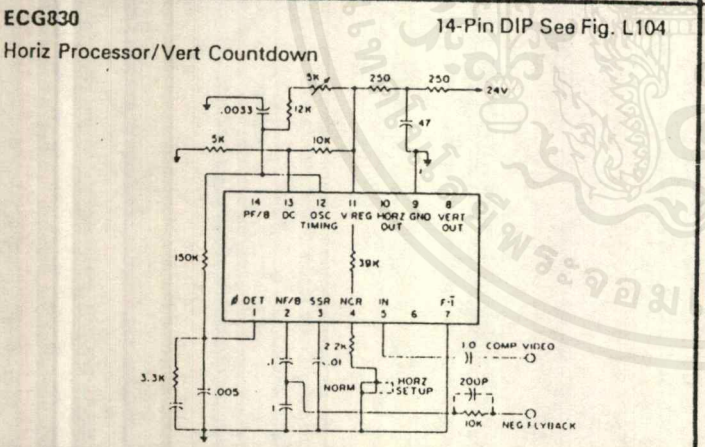 ECG830
14-Pin DIP See Fig. L104
Horiz Processor/Vert Countdown
5K 250 250
24V
.0033 12K 47
5K 10K
14 13 12 11 10 9 8
PF/B DC OSC TIMING V REG HORZ OUT GND VERT OUT
150K 39K
Ø DET NF/B SSR NCR IN F-I
1 2 3 4 5 6 7
2.2K
1.0 COMP VIDEO
.1 .01
3.3K .005
NORM HORZ SETUP
200P
1
10K NEG FLYBACK